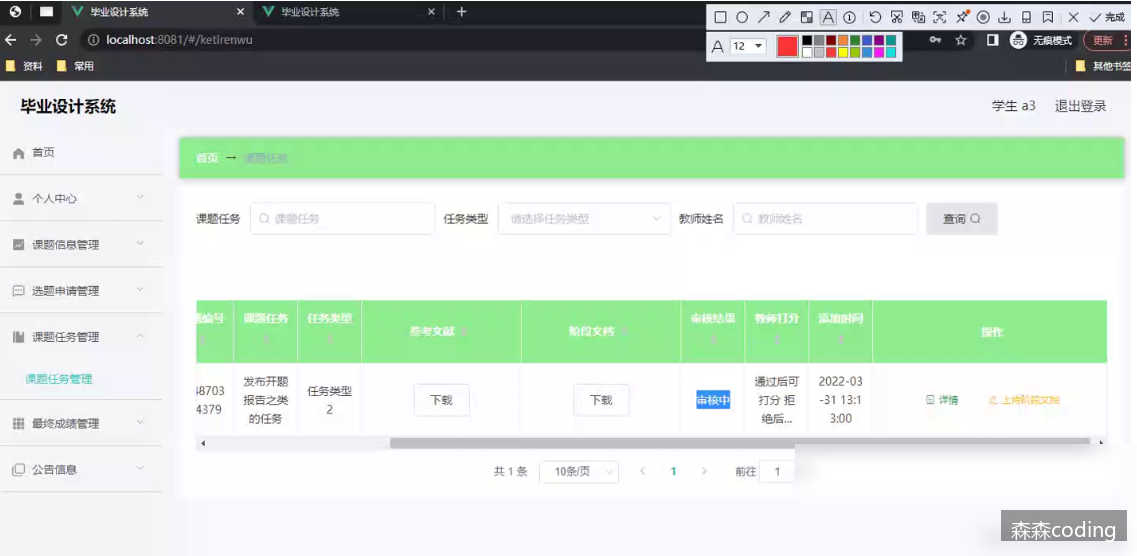 毕业设计系统
毕业设计系统
完成
localhost:8081/#/ketirenwu
A 12
无痕模式
更新
资料
常用
其他书签
毕业设计系统
学生 a3
退出登录
首页
个人中心
课题信息管理
选题申请管理
课题任务管理
课题任务管理
最终成绩管理
公告信息
首页 → 课题任务
课题任务
课题任务
任务类型
请选择任务类型
教师姓名
教师姓名
查询
题编号
课题任务
任务类型
参考文献
阶段文档
审核结果
教师打分
添加时间
操作
48703
4379
发布开题
报告之类
的任务
任务类型
2
下载
下载
审核中
通过后可
打分 拒
绝后...
2022-03
-31 13:1
3:00
详情
上传阶段文档
共 1 条
10条/页
1
前往
1
森森coding